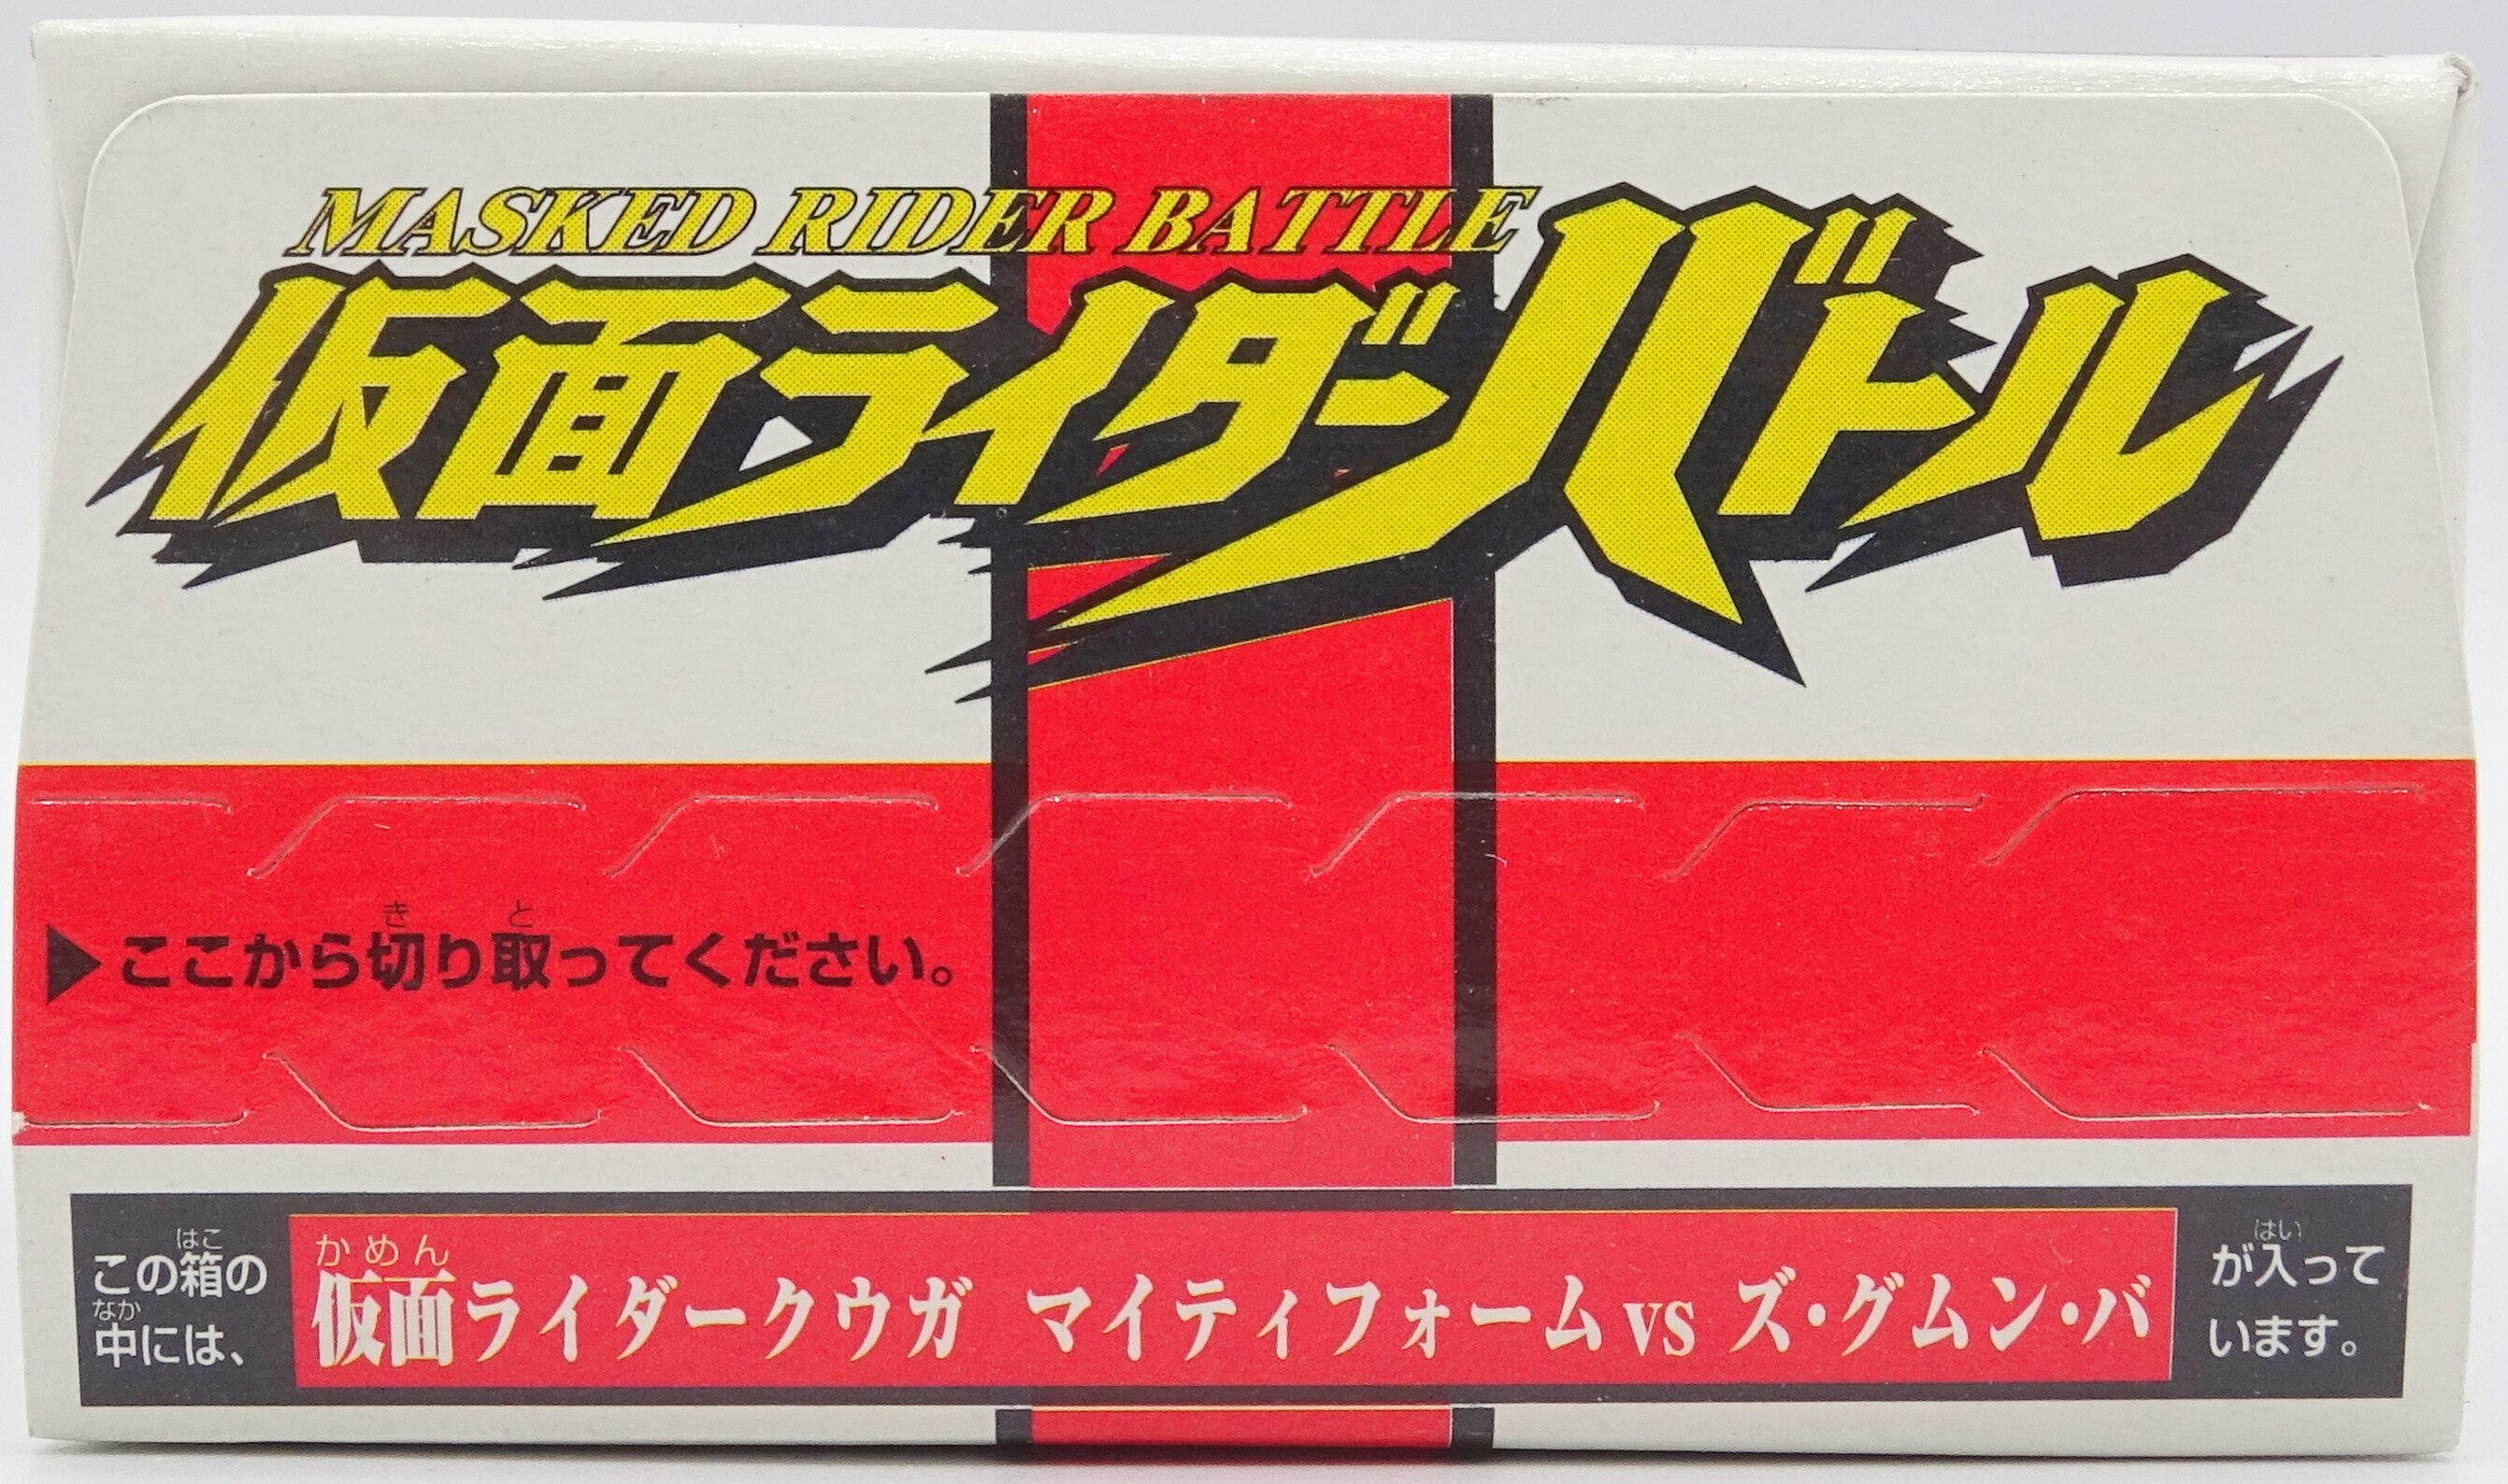 MASKED RIDER BATTLE
仮面ライダーバトル
▶ここから切り取ってください。
この箱の
中には、
仮面ライダークウガ マイティフォーム vs ズ・グムン・バ
が入って
います。